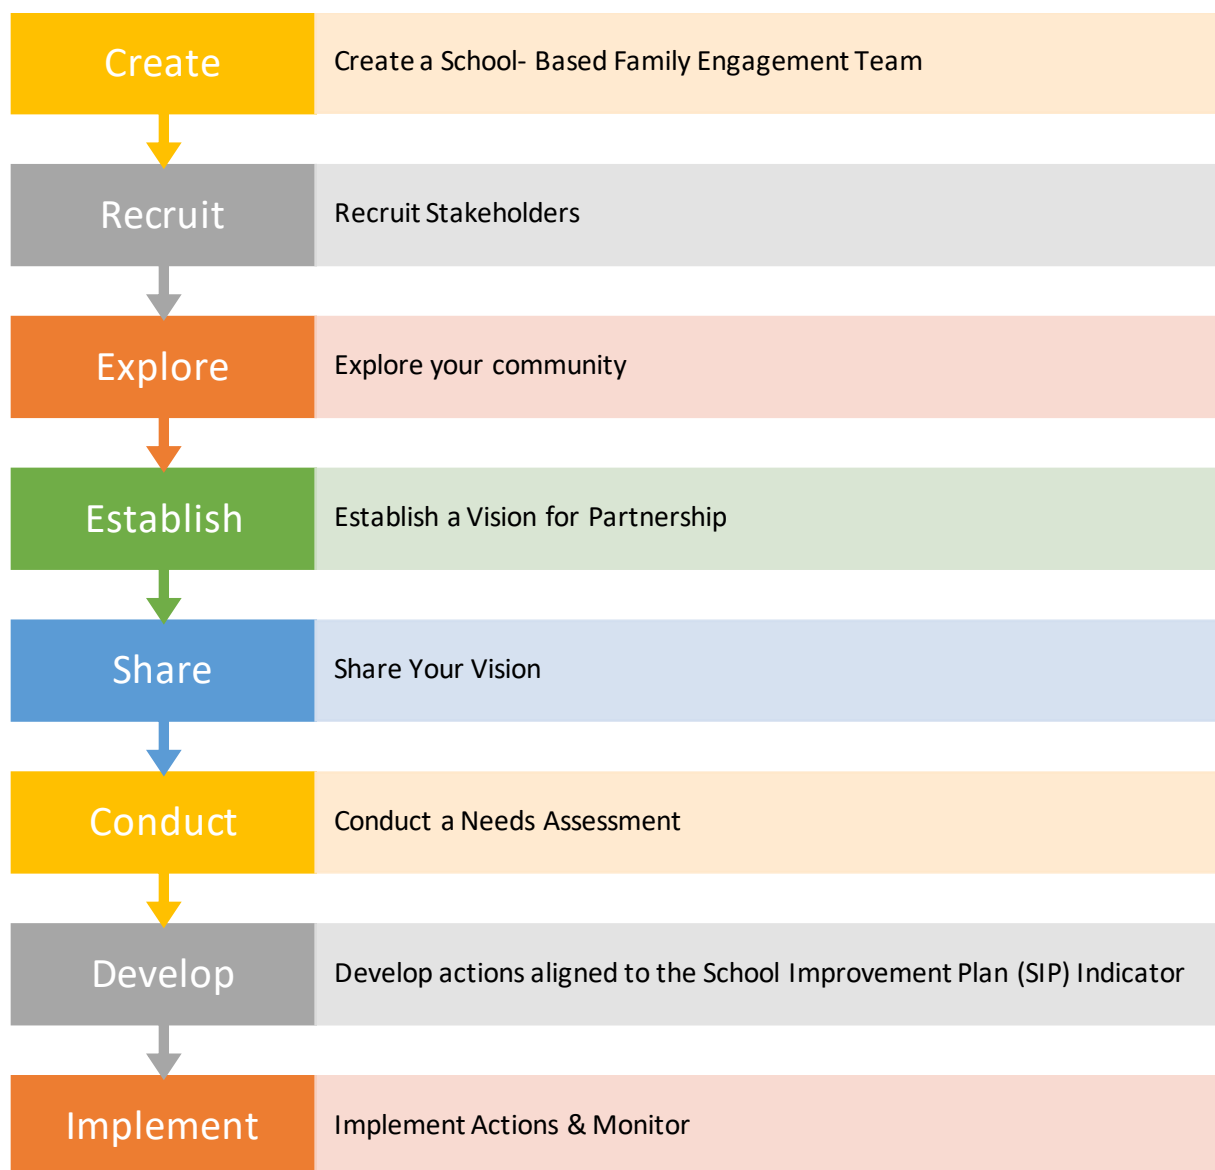 Create
Create a School- Based Family Engagement Team
Recruit
Recruit Stakeholders
Explore
Explore your community
Establish
Establish a Vision for Partnership
Share
Share Your Vision
Conduct
Conduct a Needs Assessment
Develop
Develop actions aligned to the School Improvement Plan (SIP) Indicator
Implement
Implement Actions & Monitor